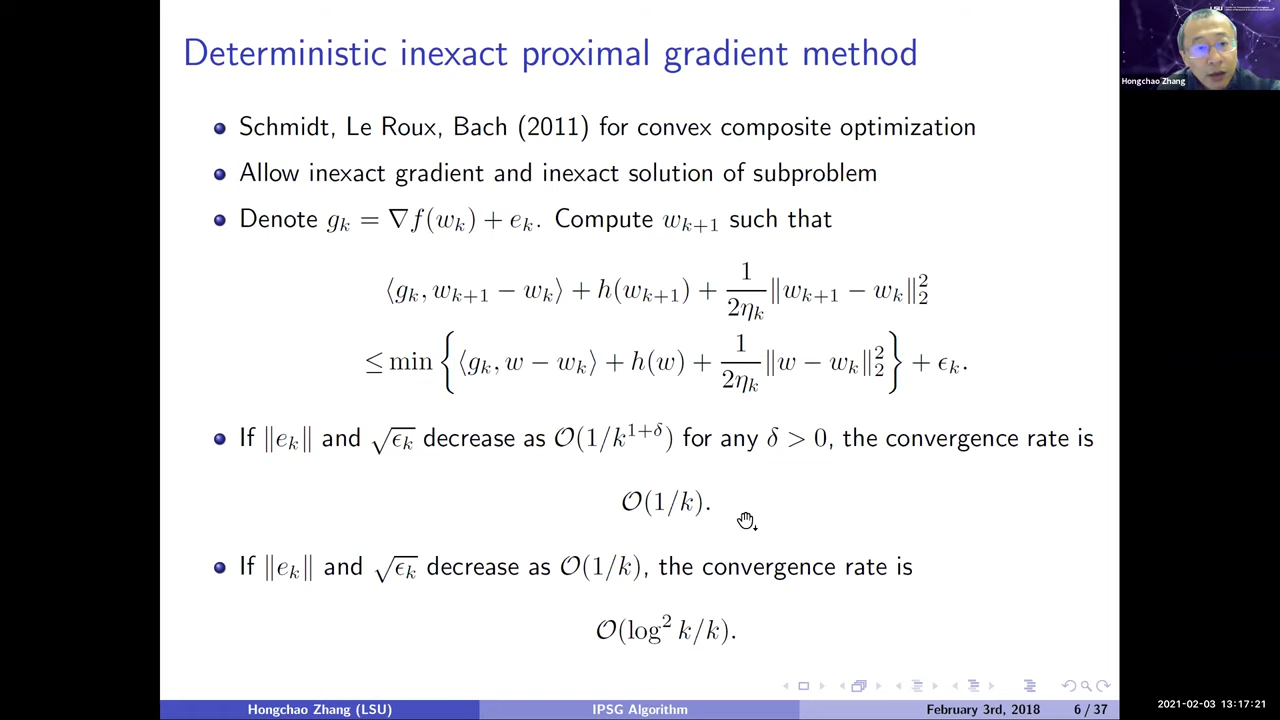 Deterministic inexact proximal gradient method
Schmidt, Le Roux, Bach (2011) for convex composite optimization
Allow inexact gradient and inexact solution of subproblem
Denote g_k = ∇f(w_k) + e_k. Compute w_{k+1} such that
⟨g_k, w_{k+1} − w_k⟩ + h(w_{k+1}) + \frac{1}{2η_k}‖w_{k+1} − w_k‖_2^2
≤ min { ⟨g_k, w − w_k⟩ + h(w) + \frac{1}{2η_k}‖w − w_k‖_2^2 } + ϵ_k.
If ‖e_k‖ and √ϵ_k decrease as O(1/k^{1+δ}) for any δ > 0, the convergence rate is
O(1/k).
If ‖e_k‖ and √ϵ_k decrease as O(1/k), the convergence rate is
O(log^2 k/k).
Hongchao Zhang (LSU) IPSG Algorithm February 3rd, 2018 6 / 37
LSU
Hongchao Zhang
2021-02-03 13:17:21